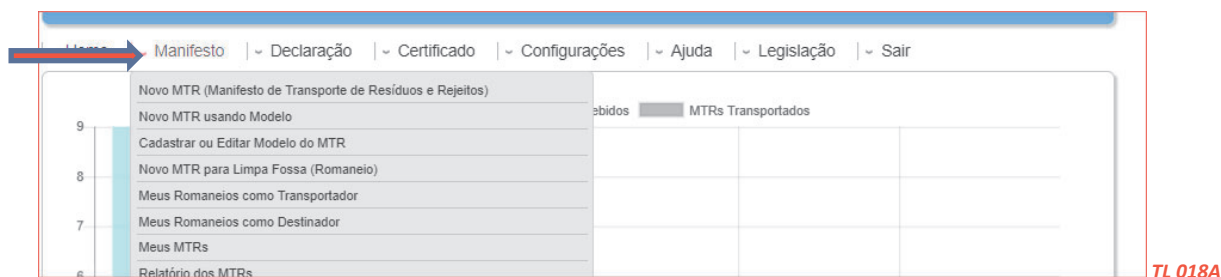 Home Manifesto Declaração Certificado Configurações Ajuda Legislação Sair
Novo MTR (Manifesto de Transporte de Resíduos e Rejeitos)
ebidos MTRs Transportados
Novo MTR usando Modelo
9
Cadastrar ou Editar Modelo do MTR
Novo MTR para Limpa Fossa (Romaneio)
8
Meus Romaneios como Transportador
Meus Romaneios como Destinador
7
Meus MTRs
Relatório dos MTRs
6
TL 018A